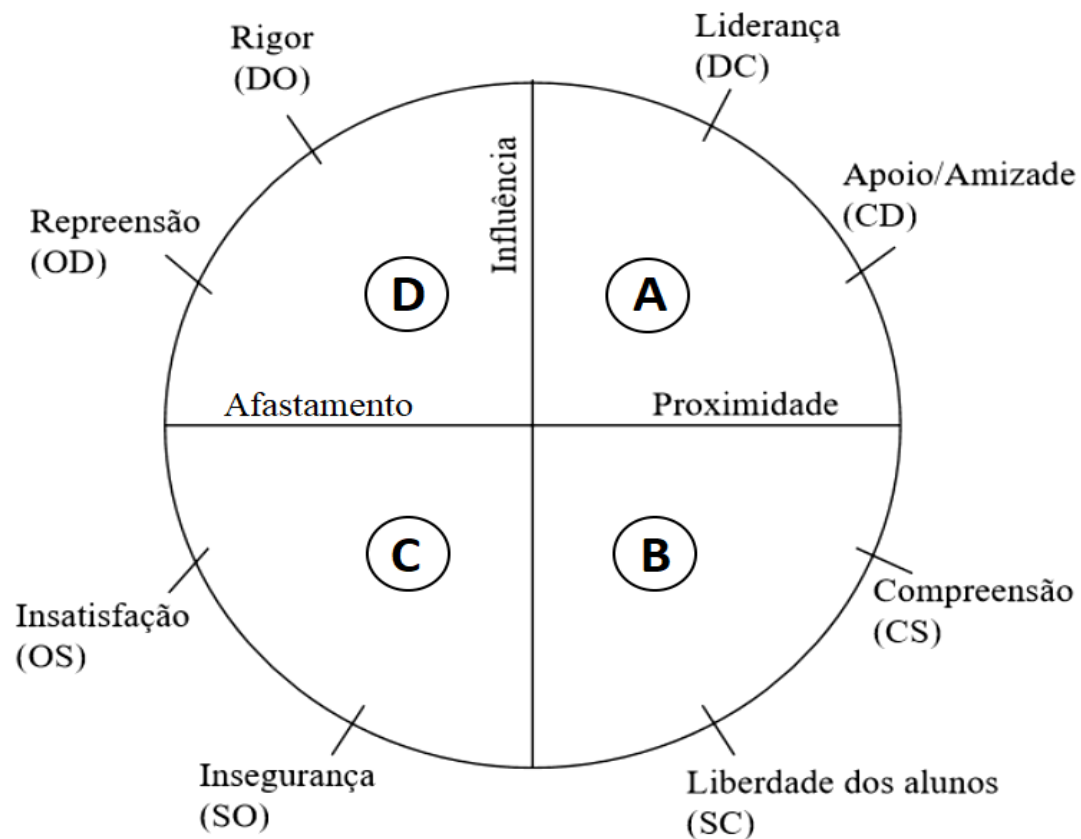 Rigor
(DO)
Liderança
(DC)
Influência
Apoio/Amizade
(CD)
Repreensão
(OD)
D
A
Afastamento
Proximidade
C
B
Compreensão
(CS)
Insatisfação
(OS)
Insegurança
(SO)
Liberdade dos alunos
(SC)